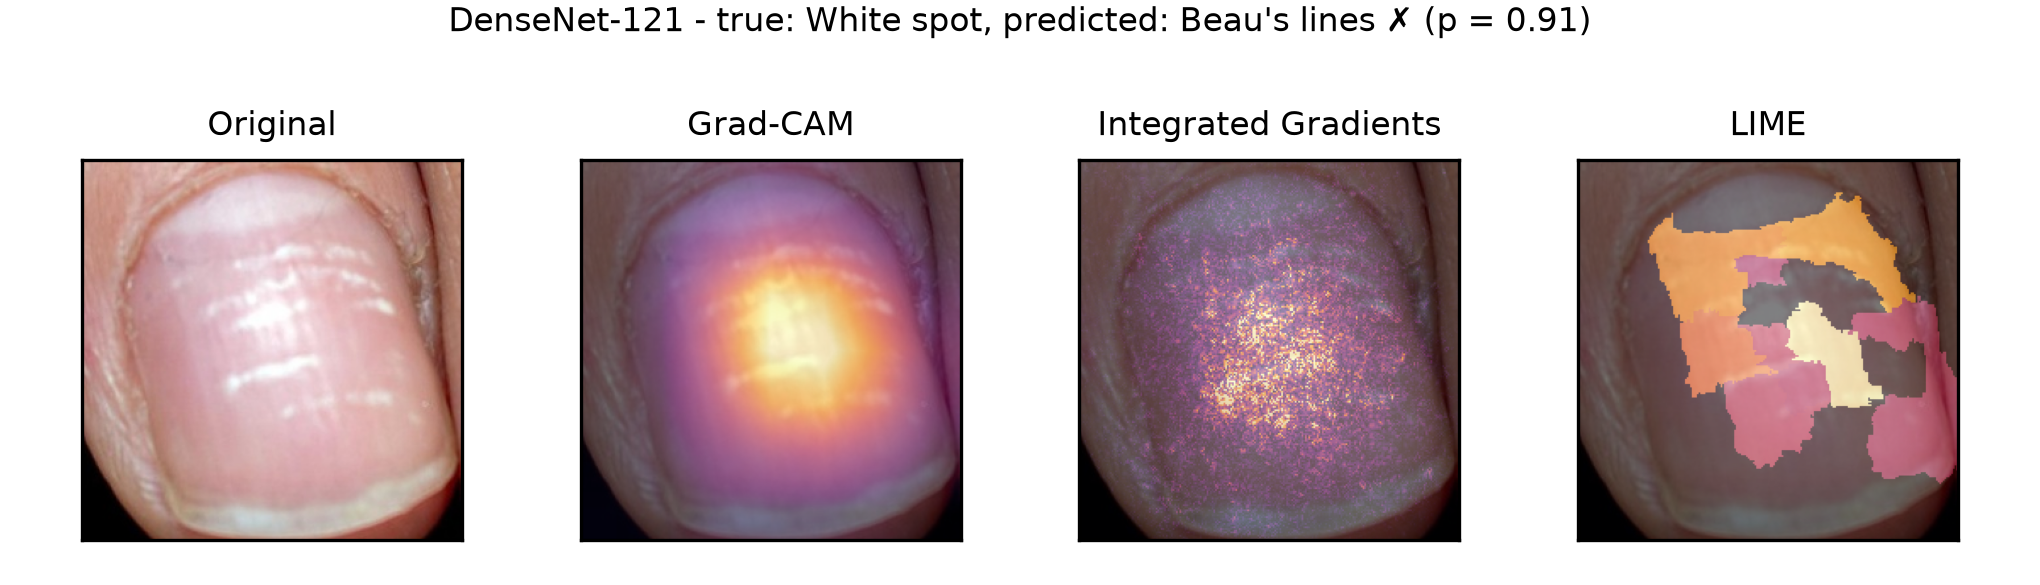 DenseNet-121 - true: White spot, predicted: Beau's lines ✗ (p = 0.91)
Original
Grad-CAM
Integrated Gradients
LIME